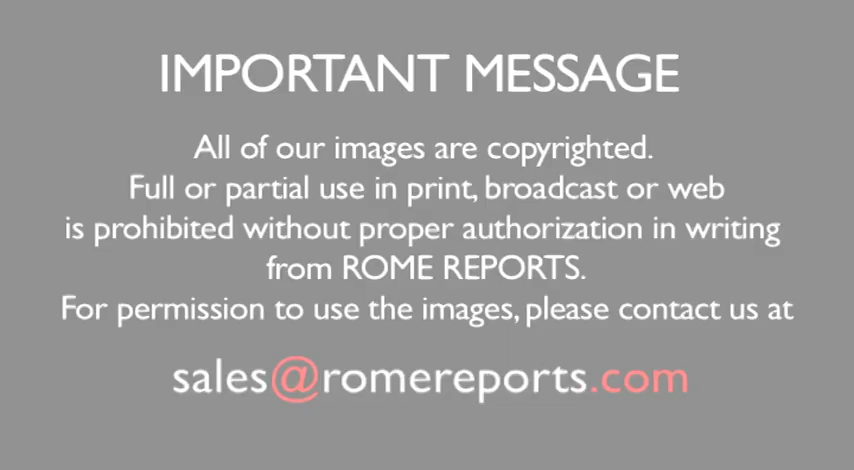 IMPORTANT MESSAGE
All of our images are copyrighted.
Full or partial use in print, broadcast or web
is prohibited without proper authorization in writing
from ROME REPORTS.
For permission to use the images, please contact us at
sales@romereports.com